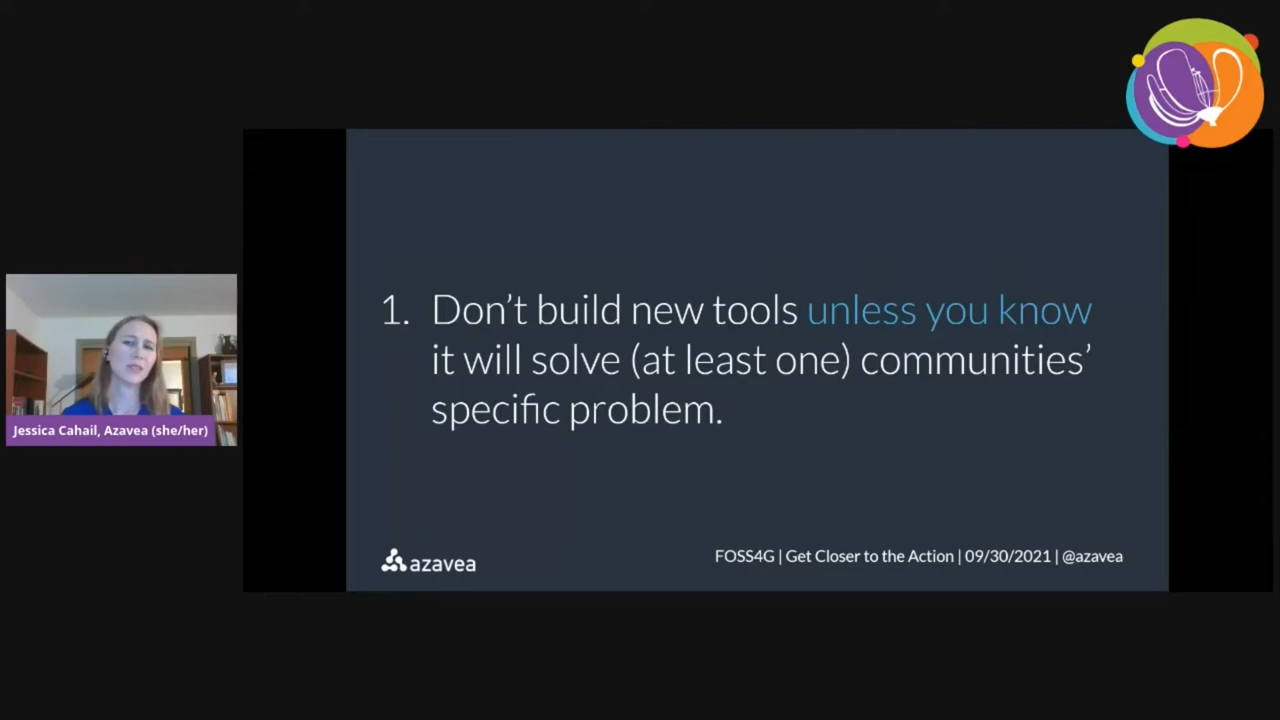 1. Don’t build new tools unless you know
it will solve (at least one) communities’
specific problem.
Jessica Cahail, Azavea (she/her)
azavea
FOSS4G | Get Closer to the Action | 09/30/2021 | @azavea